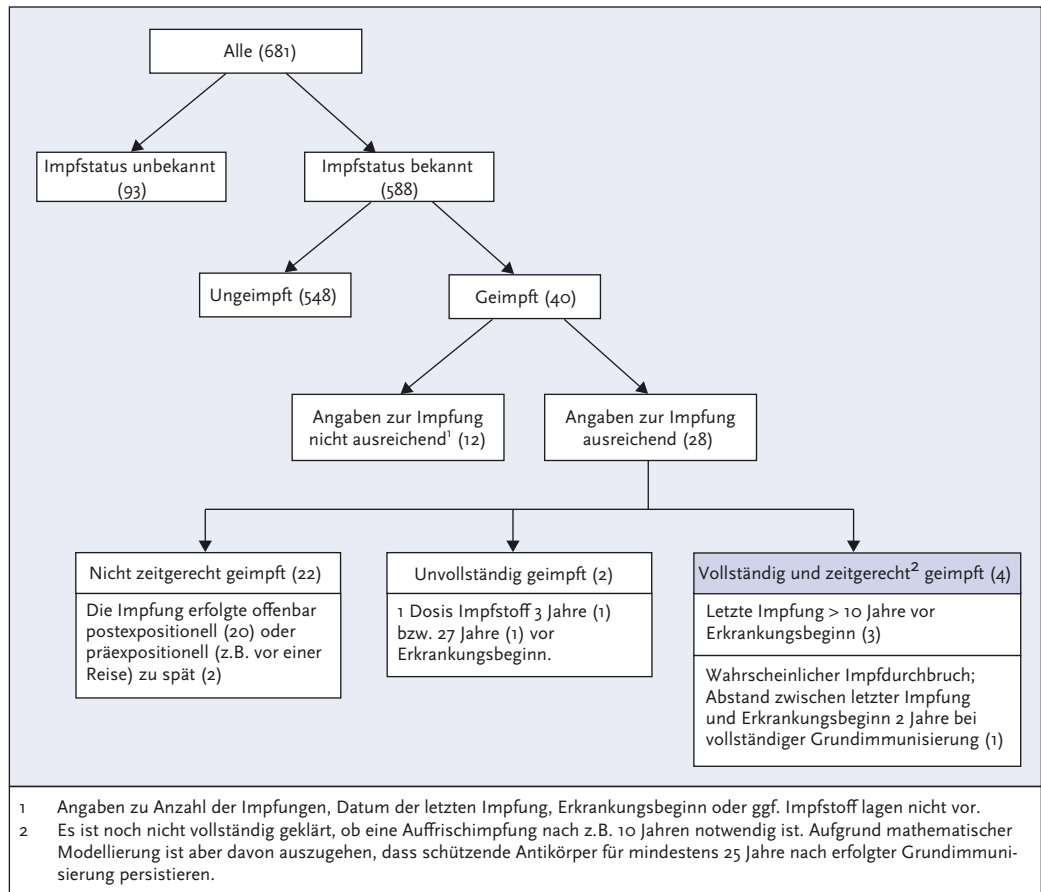 Alle (681)
Impfstatus unbekannt
(93)
Impfstatus bekannt
(588)
Ungeimpft (548)
Geimpft (40)
Angaben zur Impfung
nicht ausreichend¹ (12)
Angaben zur Impfung
ausreichend (28)
Nicht zeitgerecht geimpft (22)
Die Impfung erfolgte offenbar
postexpositionell (20) oder
präexpositionell (z.B. vor einer
Reise) zu spät (2)
Unvollständig geimpft (2)
1 Dosis Impfstoff 3 Jahre (1)
bzw. 27 Jahre (1) vor
Erkrankungsbeginn.
Vollständig und zeitgerecht² geimpft (4)
Letzte Impfung > 10 Jahre vor
Erkrankungsbeginn (3)
Wahrscheinlicher Impfdurchbruch;
Abstand zwischen letzter Impfung
und Erkrankungsbeginn 2 Jahre bei
vollständiger Grundimmunisierung (1)
1 Angaben zu Anzahl der Impfungen, Datum der letzten Impfung, Erkrankungsbeginn oder ggf. Impfstoff lagen nicht vor.
2 Es ist noch nicht vollständig geklärt, ob eine Auffrischimpfung nach z.B. 10 Jahren notwendig ist. Aufgrund mathematischer
Modellierung ist aber davon auszugehen, dass schützende Antikörper für mindestens 25 Jahre nach erfolgter Grundimmuni-
sierung persistieren.